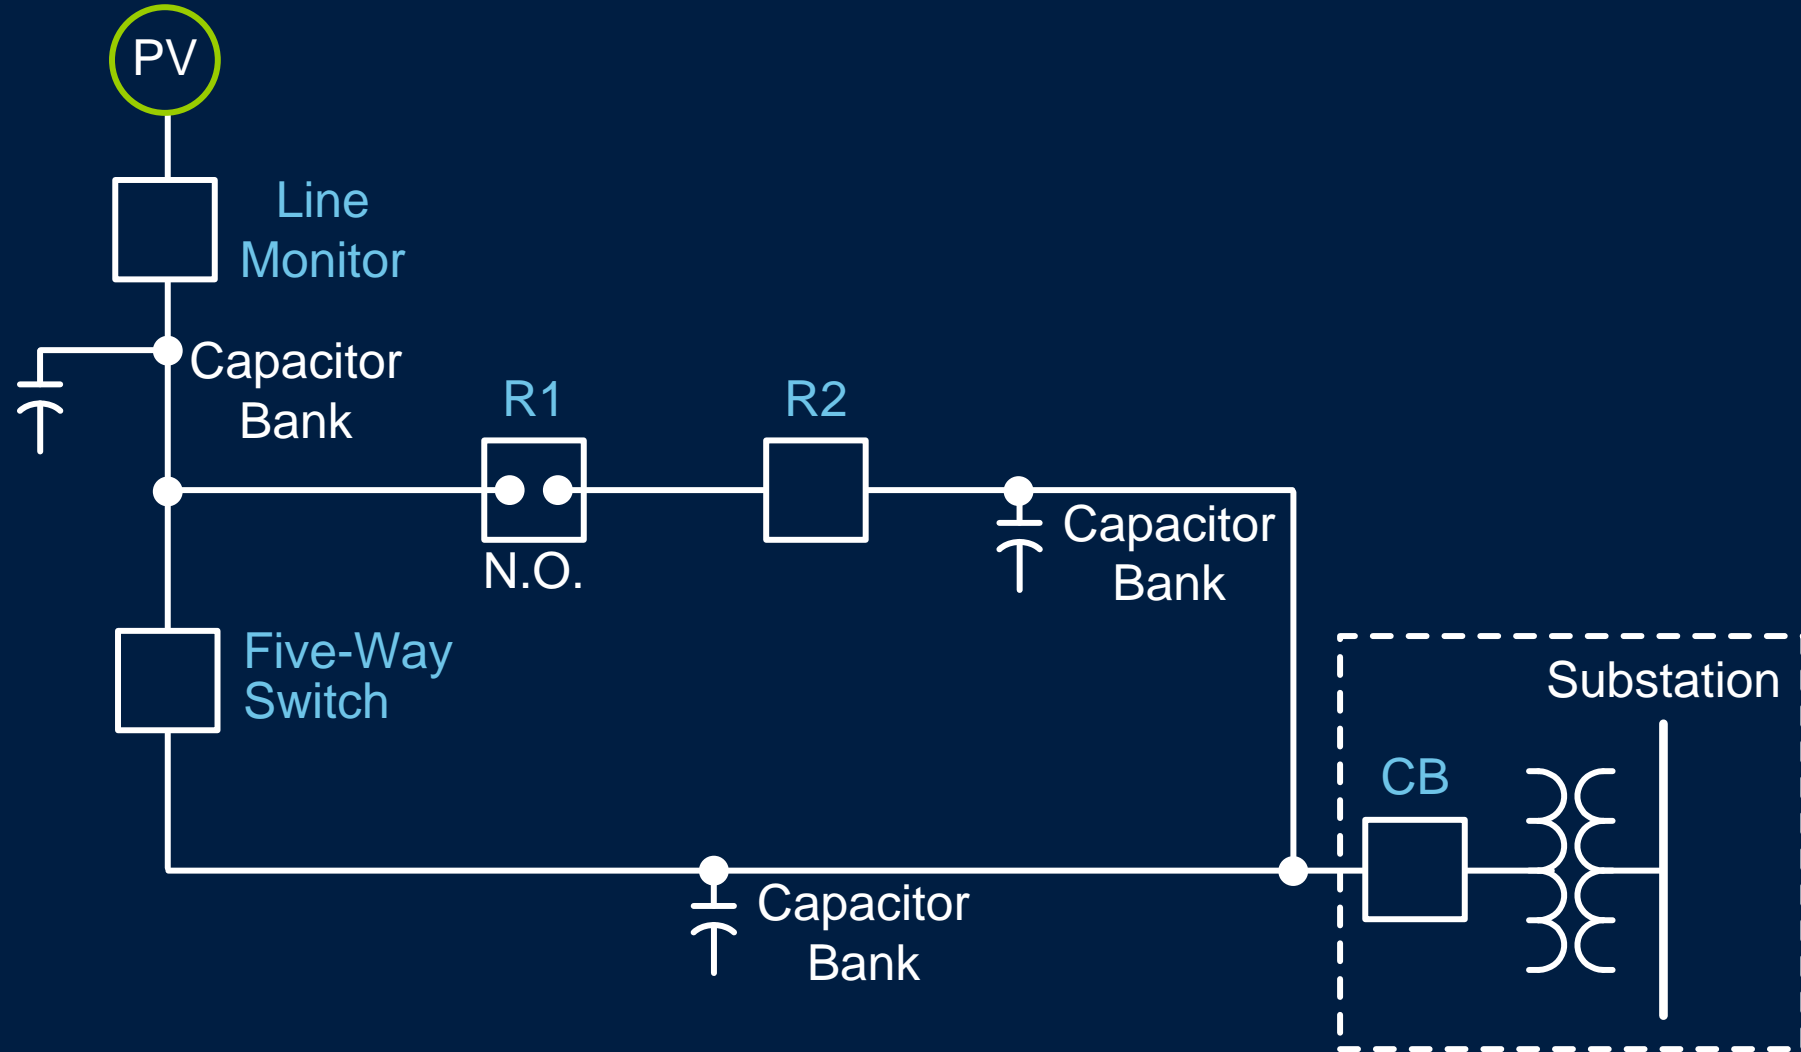 PV
Line
Monitor
Capacitor
Bank
R1
R2
N.O.
Capacitor
Bank
Five-Way
Switch
Substation
CB
Capacitor
Bank